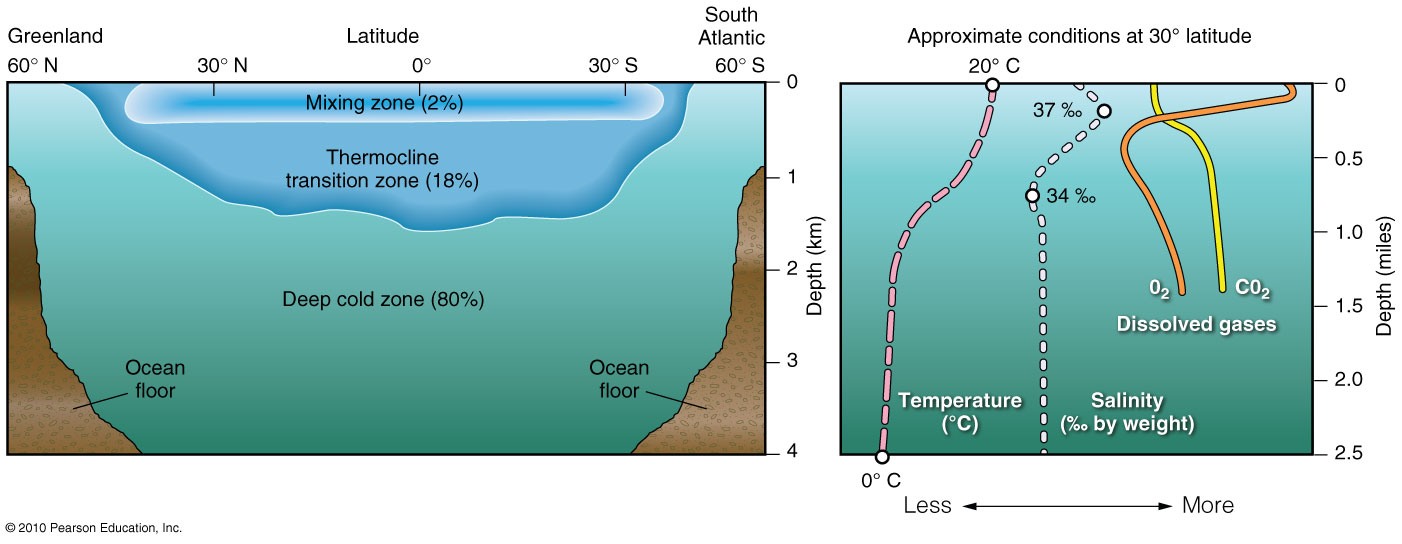 Greenland
Latitude
South
Atlantic
60° N
30° N
0°
30° S
60° S
Mixing zone (2%)
Thermocline
transition zone (18%)
Deep cold zone (80%)
Ocean
floor
Ocean
floor
0
1
2
3
4
Depth (km)
Approximate conditions at 30° latitude
20° C
37 ‰
34 ‰
0₂
C0₂
Dissolved gases
Temperature
(°C)
Salinity
(‰ by weight)
0
0.5
1.0
1.5
2.0
2.5
Depth (miles)
0° C
Less
More
© 2010 Pearson Education, Inc.